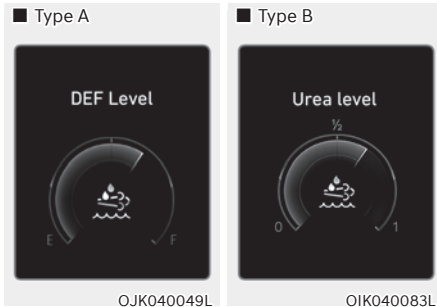 ■ Type A
DEF Level
E
F
OJK040049L
■ Type B
Urea level
½
0
1
OIK040083L